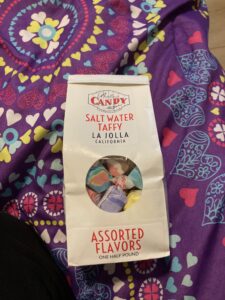 CANDY
SALT WATER
TAFFY
LA JOLLA
CALIFORNIA
ASSORTED
FLAVORS
ONE HALF POUND